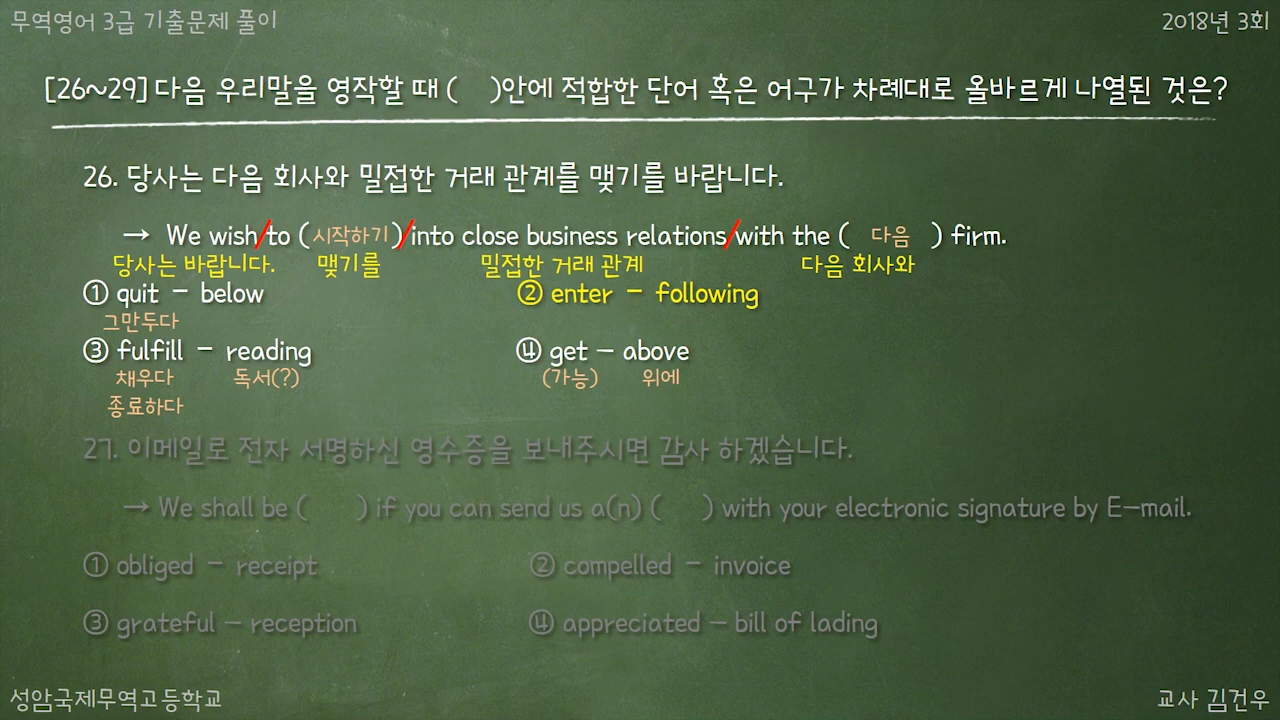 무역영어 3급 기출문제 풀이
2018년 3회
[26~29] 다음 우리말을 영작할 때 ( )안에 적합한 단어 혹은 어구가 차례대로 올바르게 나열된 것은?
26. 당사는 다음 회사와 밀접한 거래 관계를 맺기를 바랍니다.
→ We wish/to (시작하기)/into close business relations/with the ( 다음 ) firm.
당사는 바랍니다. 맺기를 밀접한 거래 관계 다음 회사와
① quit - below ② enter - following
그만두다
③ fulfill - reading ④ get - above
채우다 독서(?) (가능) 위에
종료하다
27. 이메일로 전자 서명하신 영수증을 보내주시면 감사 하겠습니다.
→ We shall be ( ) if you can send us a(n) ( ) with your electronic signature by E-mail.
① obliged - receipt ② compelled - invoice
③ grateful - reception ④ appreciated - bill of lading
성암국제무역고등학교
교사 김건우